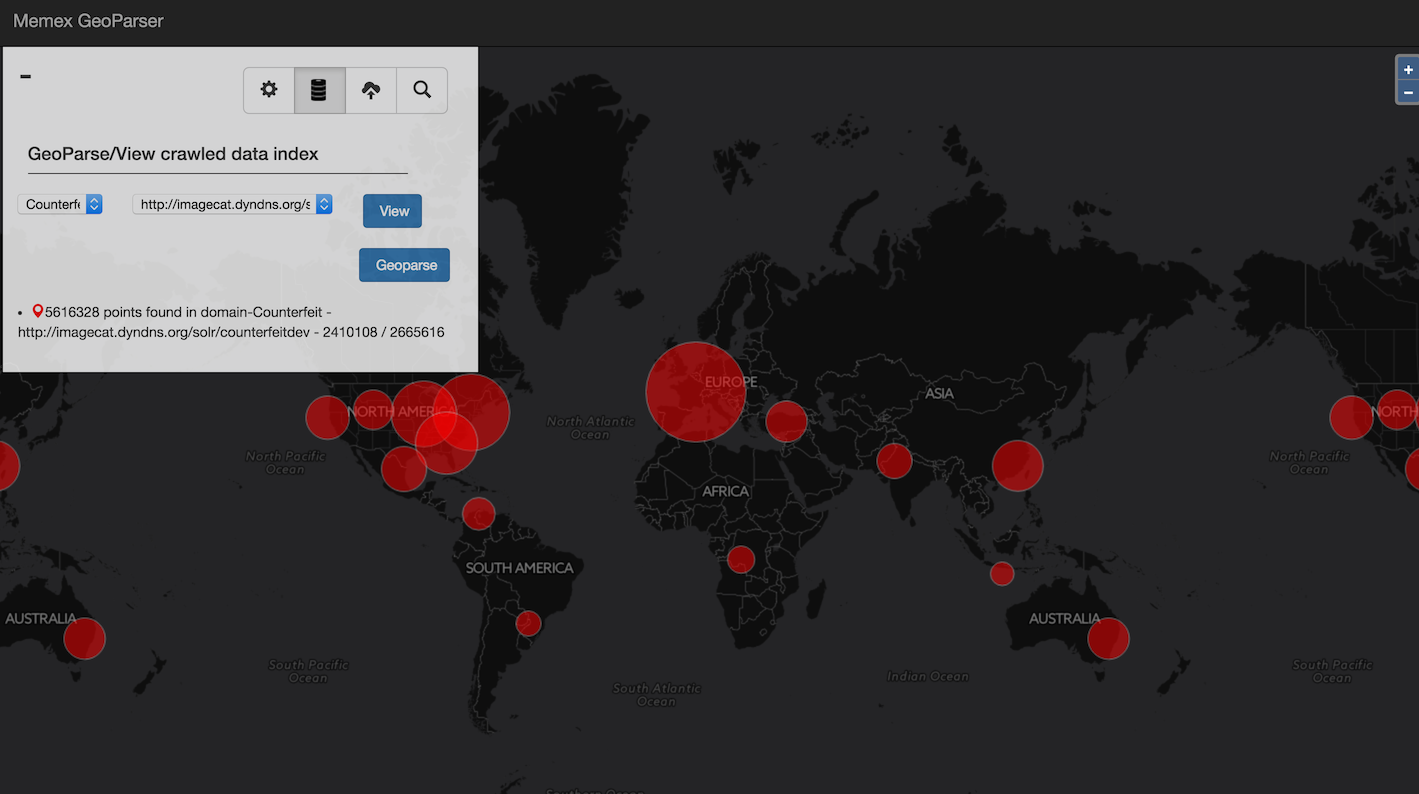 Memex GeoParser
-
+
-
GeoParse/View crawled data index
Counterfe
http://imagecat.dyndns.org/s
View
Geoparse
• 5616328 points found in domain-Counterfeit -
http://imagecat.dyndns.org/solr/counterfeitdev - 2410108 / 2665616
EUROPE
ASIA
NORTH AMERICA
NORTH
North Atlantic
Ocean
North Pacific
Ocean
North Pacific
Ocean
AFRICA
SOUTH AMERICA
AUSTRALIA
AUSTRALIA
South Pacific
Ocean
South Atlantic
Ocean
Indian Ocean
South Pacific
Ocean
Southern Ocean